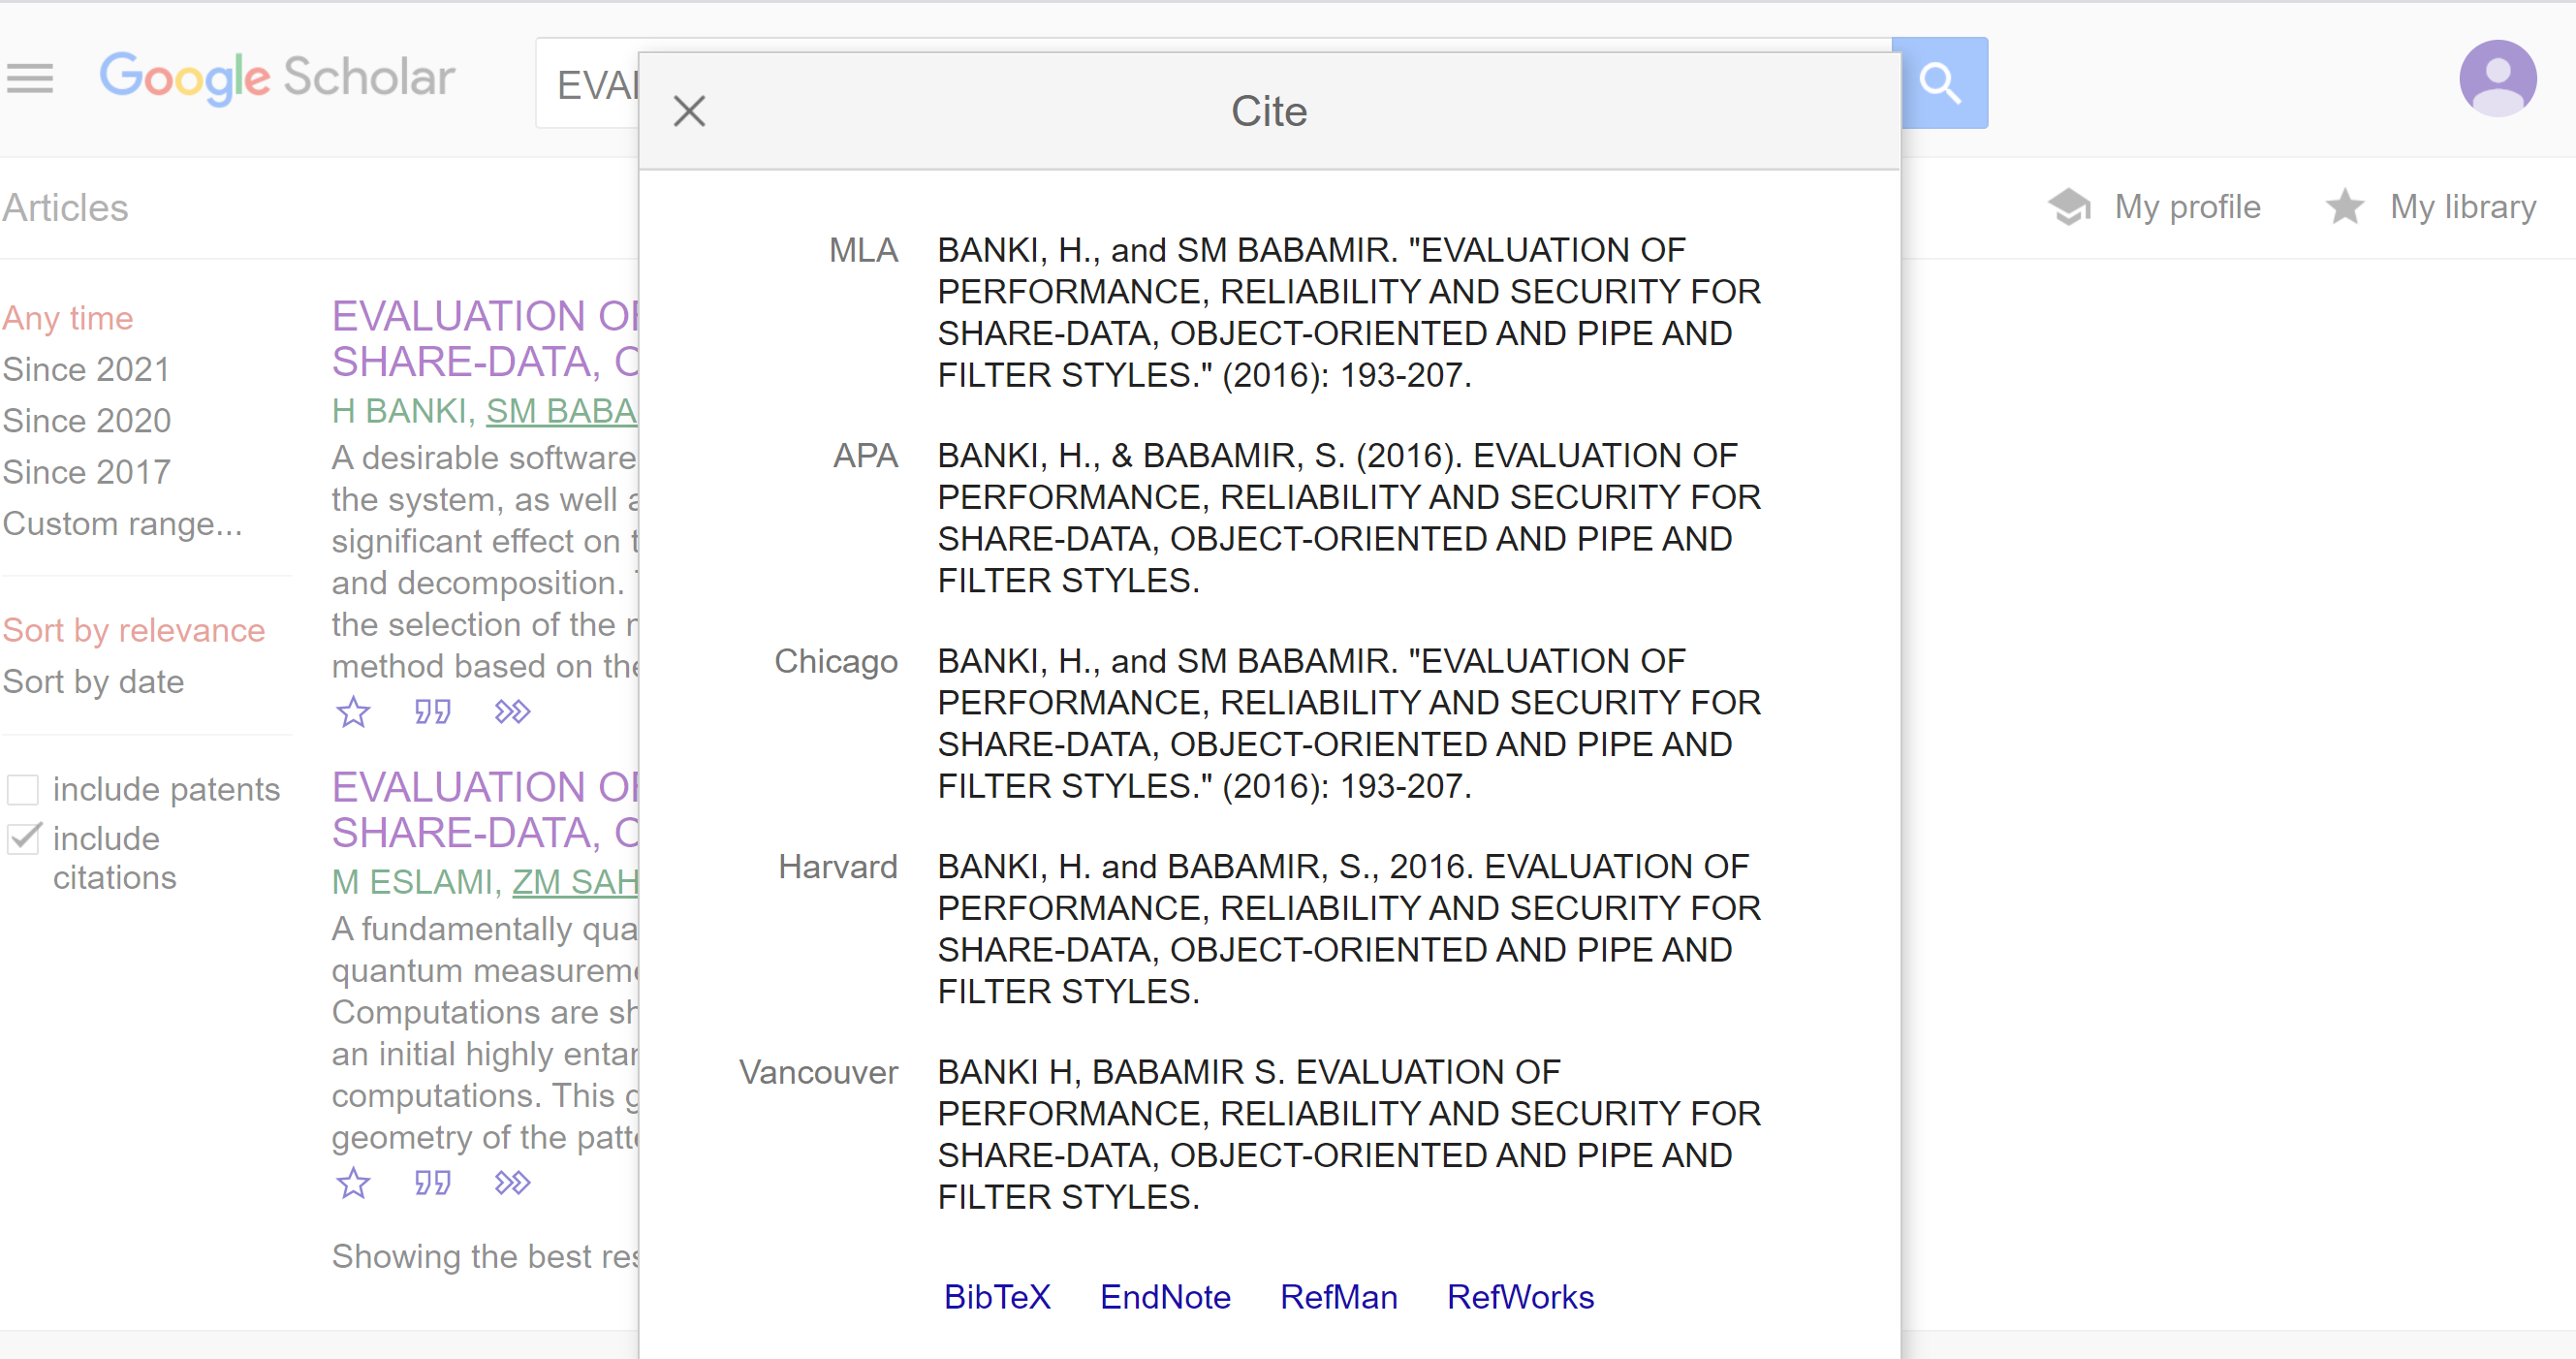 Google Scholar
EVAL
Cite
Articles
My profile
My library
Any time
Since 2021
Since 2020
Since 2017
Custom range...
Sort by relevance
Sort by date
include patents
include
citations
EVALUATION OF
SHARE-DATA,
H BANKI, SM BABA
A desirable software
the system, as well
significant effect on
and decomposition.
the selection of the
method based on the
EVALUATION OF
SHARE-DATA,
M ESLAMI, ZM SAH
A fundamentally qua
quantum measureme
Computations are sh
an initial highly entan
computations. This
geometry of the patte
Showing the best res
MLA
BANKI, H., and SM BABAMIR. "EVALUATION OF
PERFORMANCE, RELIABILITY AND SECURITY FOR
SHARE-DATA, OBJECT-ORIENTED AND PIPE AND
FILTER STYLES." (2016): 193-207.
APA
BANKI, H., & BABAMIR, S. (2016). EVALUATION OF
PERFORMANCE, RELIABILITY AND SECURITY FOR
SHARE-DATA, OBJECT-ORIENTED AND PIPE AND
FILTER STYLES.
Chicago
BANKI, H., and SM BABAMIR. "EVALUATION OF
PERFORMANCE, RELIABILITY AND SECURITY FOR
SHARE-DATA, OBJECT-ORIENTED AND PIPE AND
FILTER STYLES." (2016): 193-207.
Harvard
BANKI, H. and BABAMIR, S., 2016. EVALUATION OF
PERFORMANCE, RELIABILITY AND SECURITY FOR
SHARE-DATA, OBJECT-ORIENTED AND PIPE AND
FILTER STYLES.
Vancouver
BANKI H, BABAMIR S. EVALUATION OF
PERFORMANCE, RELIABILITY AND SECURITY FOR
SHARE-DATA, OBJECT-ORIENTED AND PIPE AND
FILTER STYLES.
BibTeX EndNote RefMan RefWorks